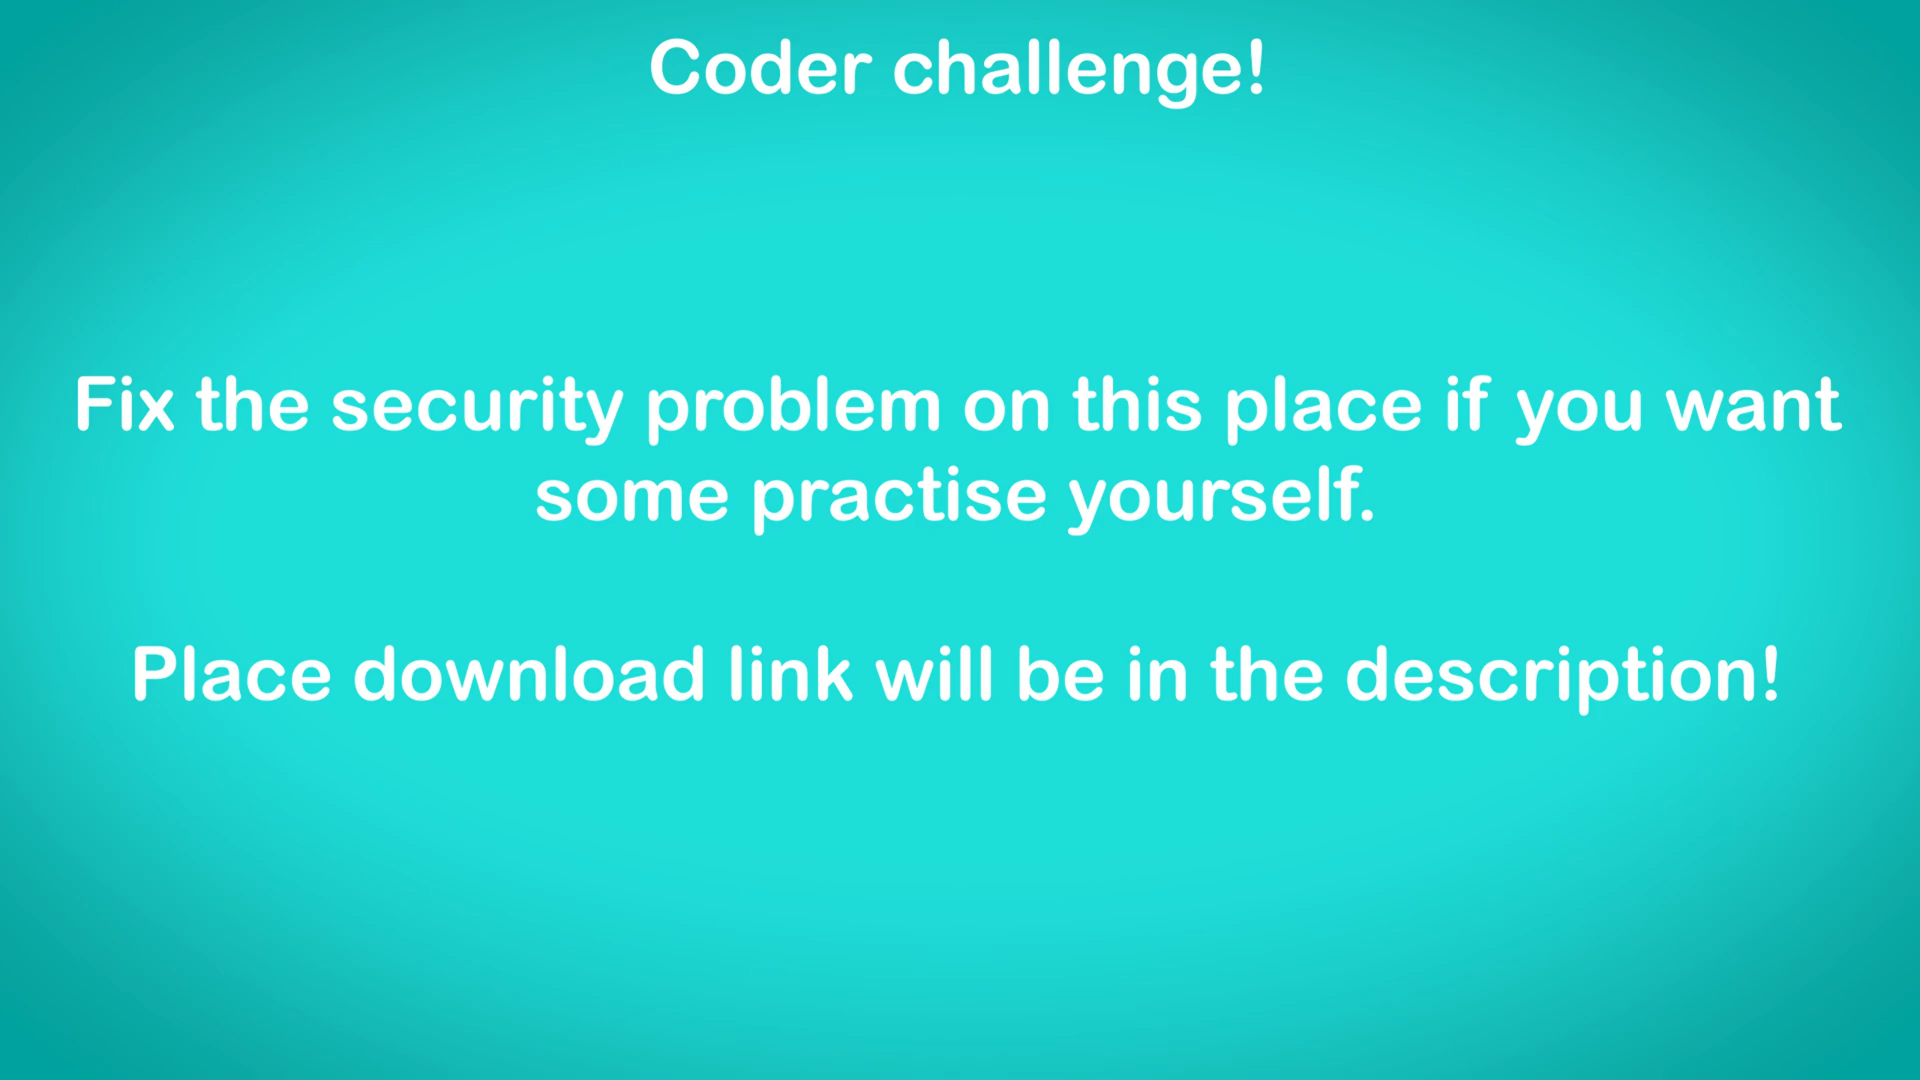 Coder challenge!
Fix the security problem on this place if you want
some practise yourself.
Place download link will be in the description!